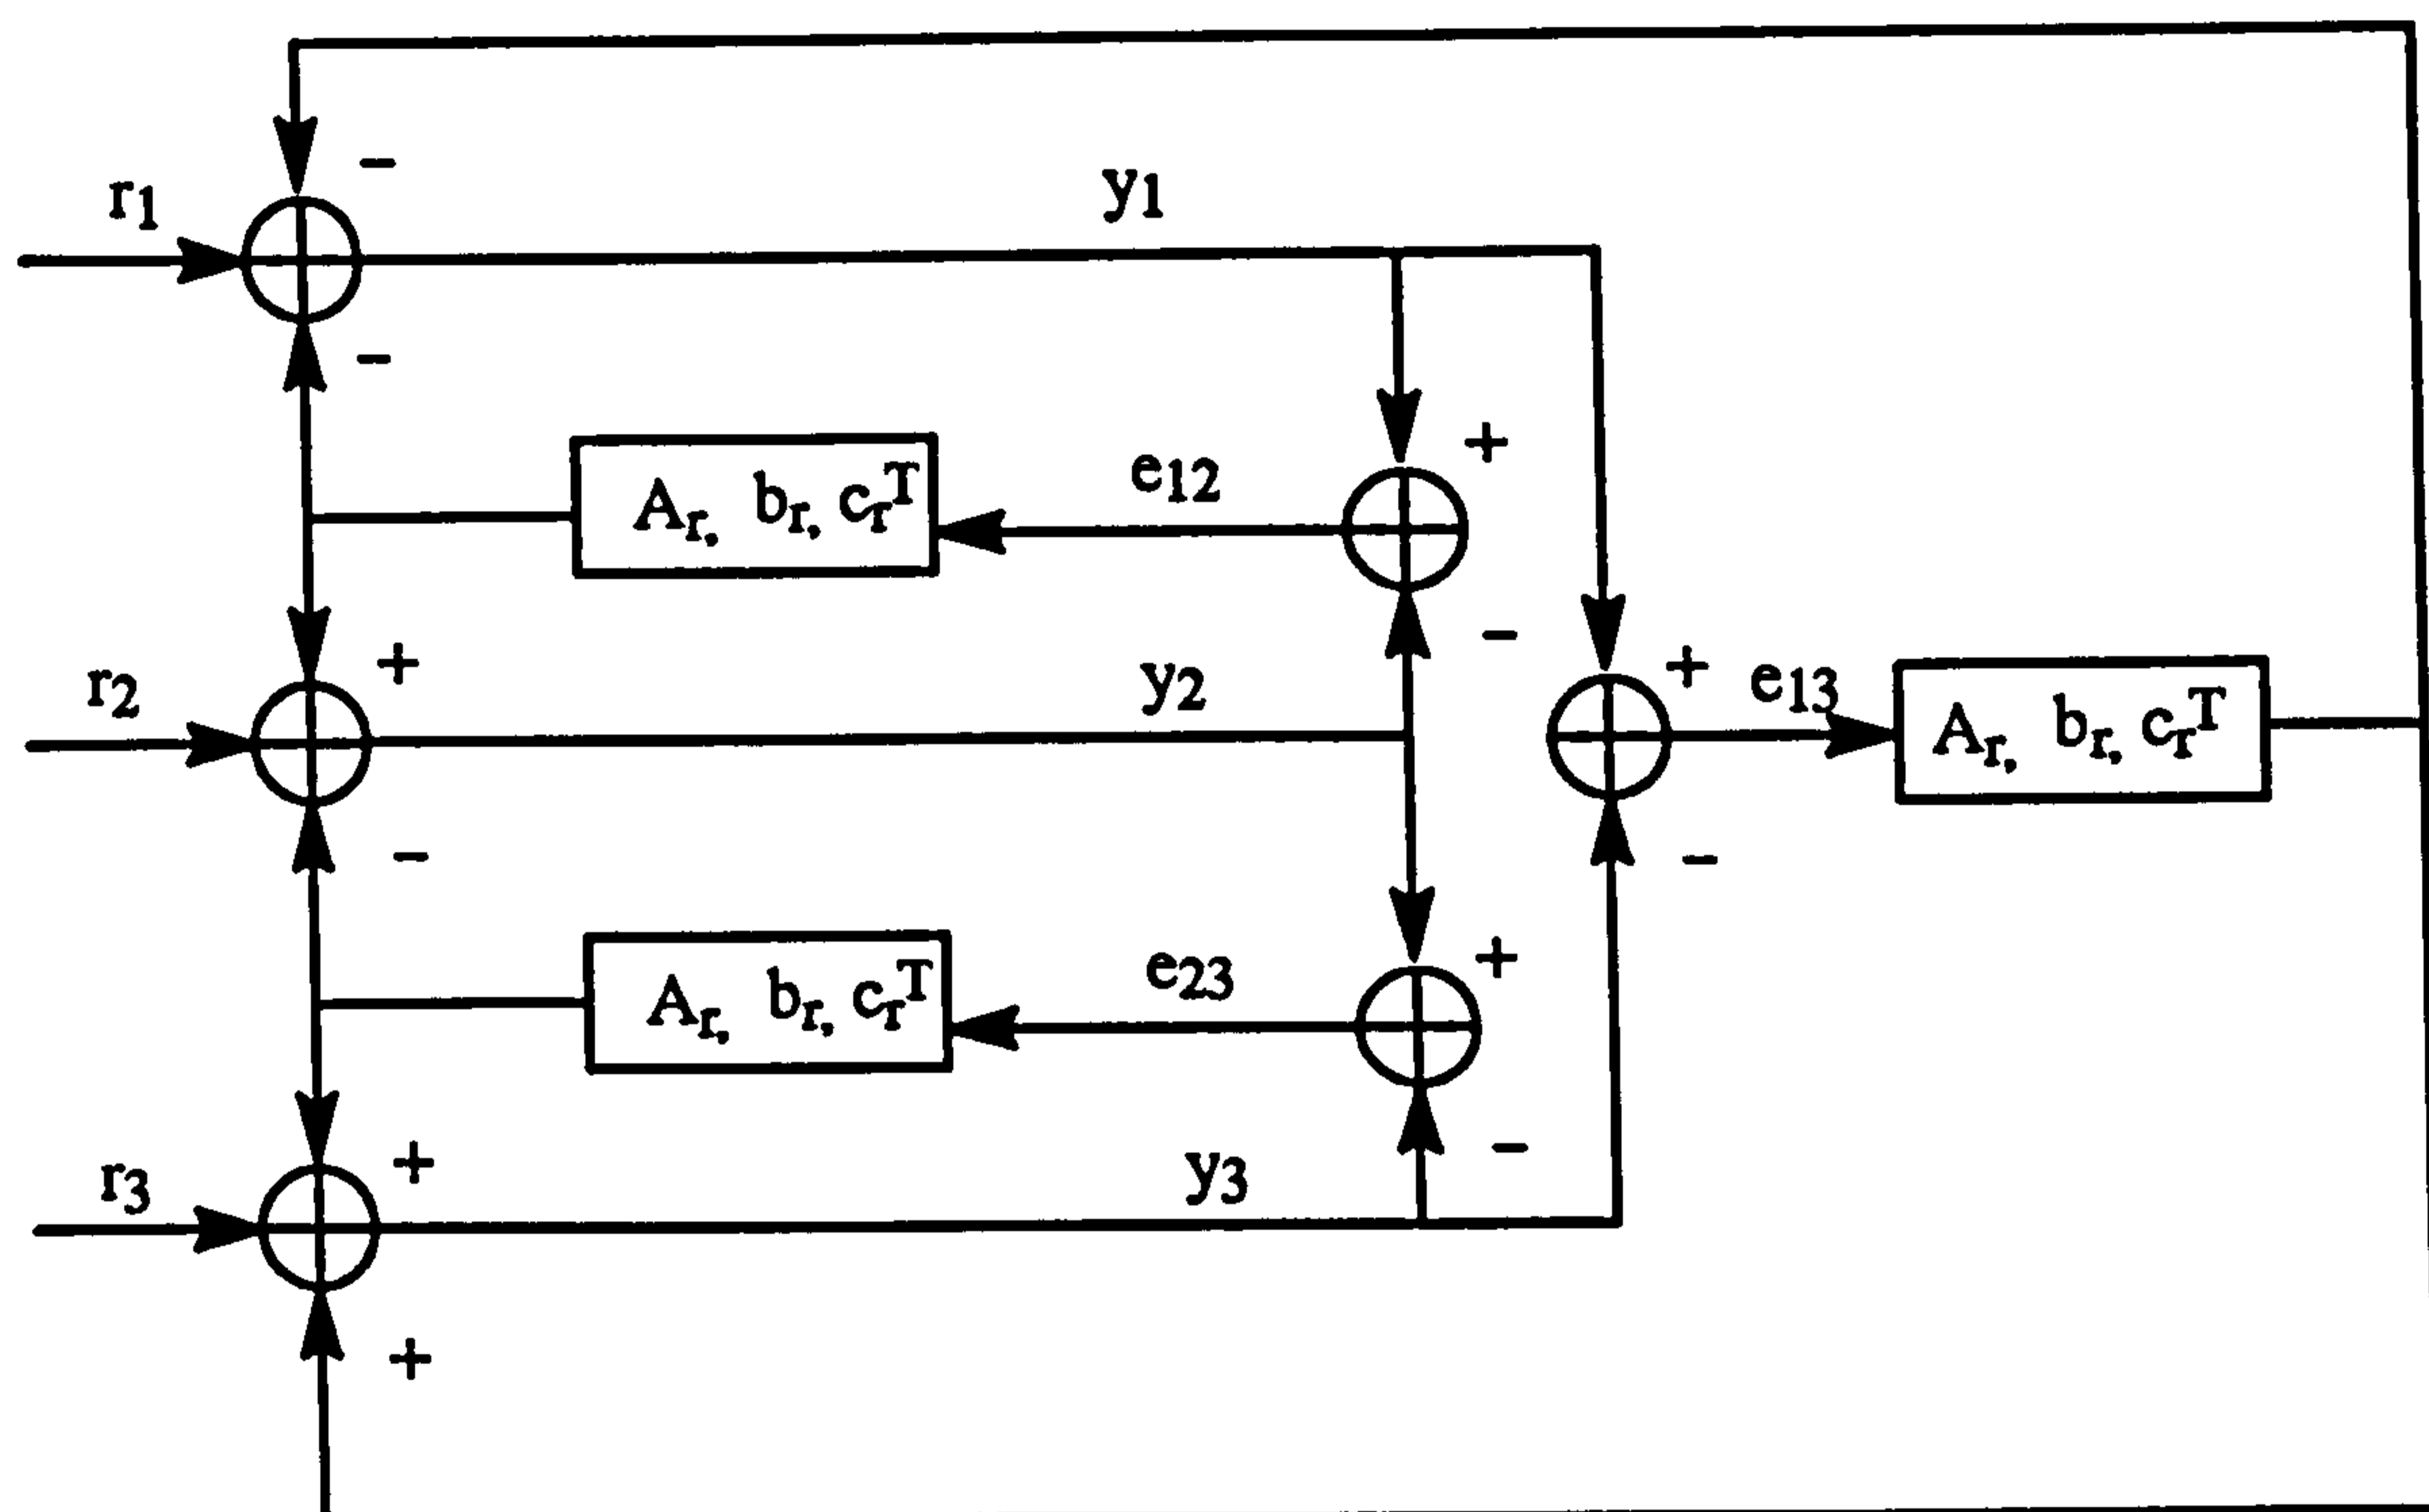 −
r1
y1
−
+
e12
Ar, br, crT
−
+
r2
y2
+
e13
Ar, br, crT
−
−
+
e23
Ar, br, crT
−
+
r3
y3
+